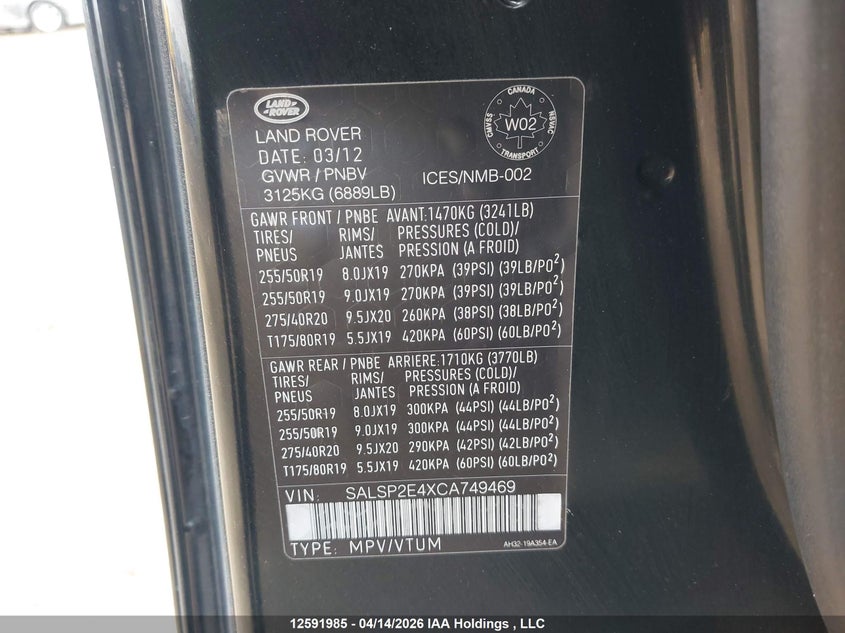 LAND ROVER
CANADA
CMVSS
W02
NSVAC
TRANSPORT
LAND ROVER
DATE: 03/12
GVWR / PNBV
3125KG (6889LB)
ICES/NMB-002
GAWR FRONT / PNBE AVANT:1470KG (3241LB)
TIRES/ RIMS/ PRESSURES (COLD)/
PNEUS JANTES PRESSION (A FROID)
255/50R19 8.0JX19 270KPA (39PSI) (39LB/PO²)
255/50R19 9.0JX19 270KPA (39PSI) (39LB/PO²)
275/40R20 9.5JX20 260KPA (38PSI) (38LB/PO²)
T175/80R19 5.5JX19 420KPA (60PSI) (60LB/PO²)
GAWR REAR / PNBE ARRIERE:1710KG (3770LB)
TIRES/ RIMS/ PRESSURES (COLD)/
PNEUS JANTES PRESSION (A FROID)
255/50R19 8.0JX19 300KPA (44PSI) (44LB/PO²)
255/50R19 9.0JX19 300KPA (44PSI) (44LB/PO²)
275/40R20 9.5JX20 290KPA (42PSI) (42LB/PO²)
T175/80R19 5.5JX19 420KPA (60PSI) (60LB/PO²)
VIN: SALSP2E4XCA749469
TYPE: MPV/VTUM
AH32-19A354-EA
12591985 - 04/14/2026 IAA Holdings , LLC